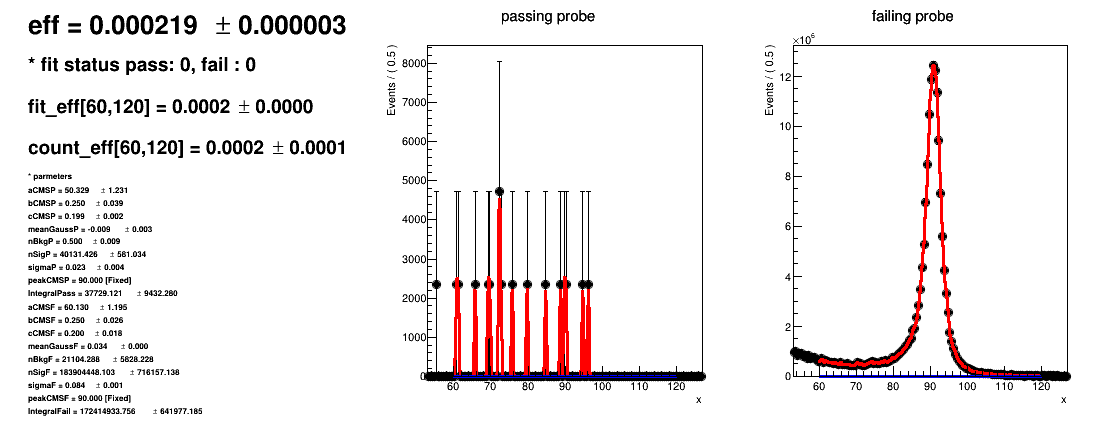 eff = 0.000219 ± 0.000003
* fit status pass: 0, fail : 0
fit_eff[60,120] = 0.0002 ± 0.0000
count_eff[60,120] = 0.0002 ± 0.0001
* parmeters
aCMSP = 50.329 ± 1.231
bCMSP = 0.250 ± 0.039
cCMSP = 0.199 ± 0.002
meanGaussP = -0.009 ± 0.003
nBkgP = 0.500 ± 0.009
nSigP = 40131.426 ± 581.034
sigmaP = 0.023 ± 0.004
peakCMSP = 90.000 [Fixed]
IntegralPass = 37729.121 ± 9432.280
aCMSF = 60.130 ± 1.195
bCMSF = 0.250 ± 0.026
cCMSF = 0.200 ± 0.018
meanGaussF = 0.034 ± 0.000
nBkgF = 21104.288 ± 5828.228
nSigF = 183904448.103 ± 716157.138
sigmaF = 0.084 ± 0.001
peakCMSF = 90.000 [Fixed]
IntegralFail = 172414933.756 ± 641977.185
passing probe
Events / ( 0.5 )
8000
7000
6000
5000
4000
3000
2000
1000
0
60 70 80 90 100 110 120
x
failing probe
×10⁶
Events / ( 0.5 )
12
10
8
6
4
2
0
60 70 80 90 100 110 120
x